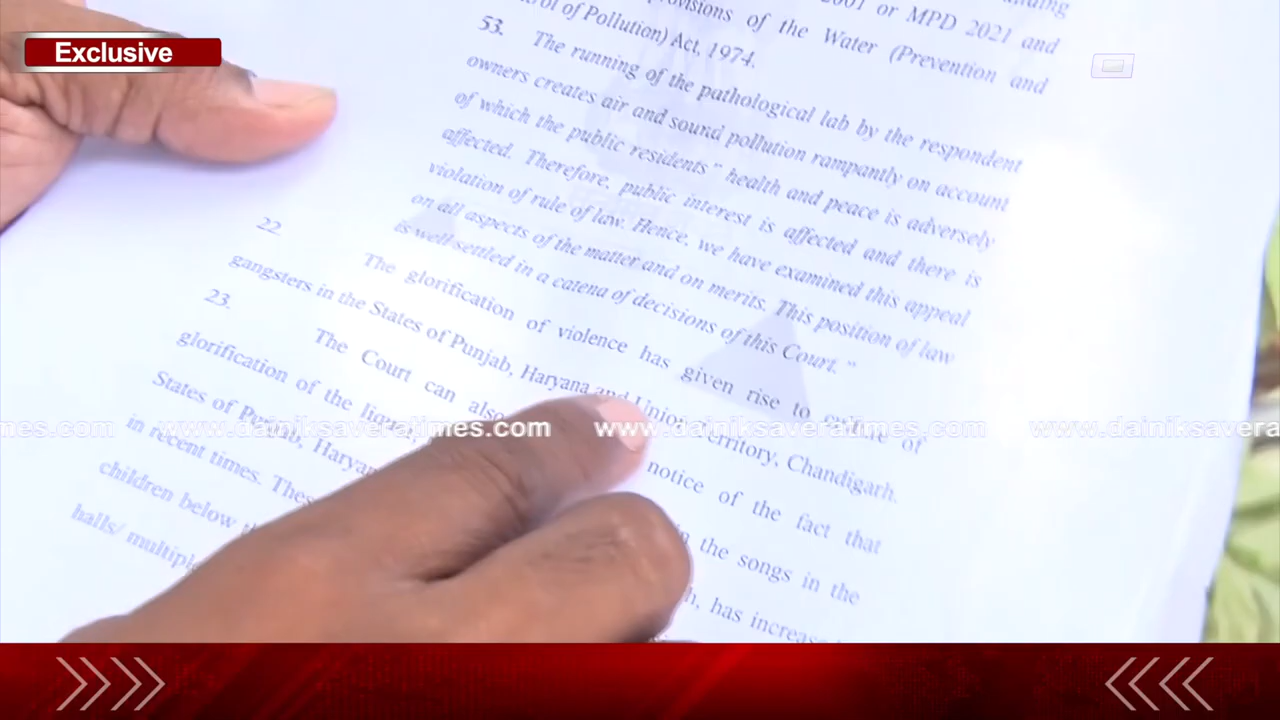 Exclusive
2001 or MPD 2021 and
provisions of the Water (Prevention and
of Pollution) Act, 1974.
53. The running of the pathological lab by the respondent
owners creates air and sound pollution rampantly on account
of which the public residents" health and peace is adversely
affected. Therefore, public interest is affected and there is
violation of rule of law. Hence, we have examined this appeal
on all aspects of the matter and on merits. This position of law
is well-settled in a catena of decisions of this Court."
22 The glorification of violence has given rise to culture of
gangsters in the States of Punjab, Haryana and Union Territory, Chandigarh.
23. The Court can also notice of the fact that
glorification of the in the songs in the
States of Punjab, has
in recent times.
children below
halls/
www.dainiksaveratimes.com www.dainiksaveratimes.com